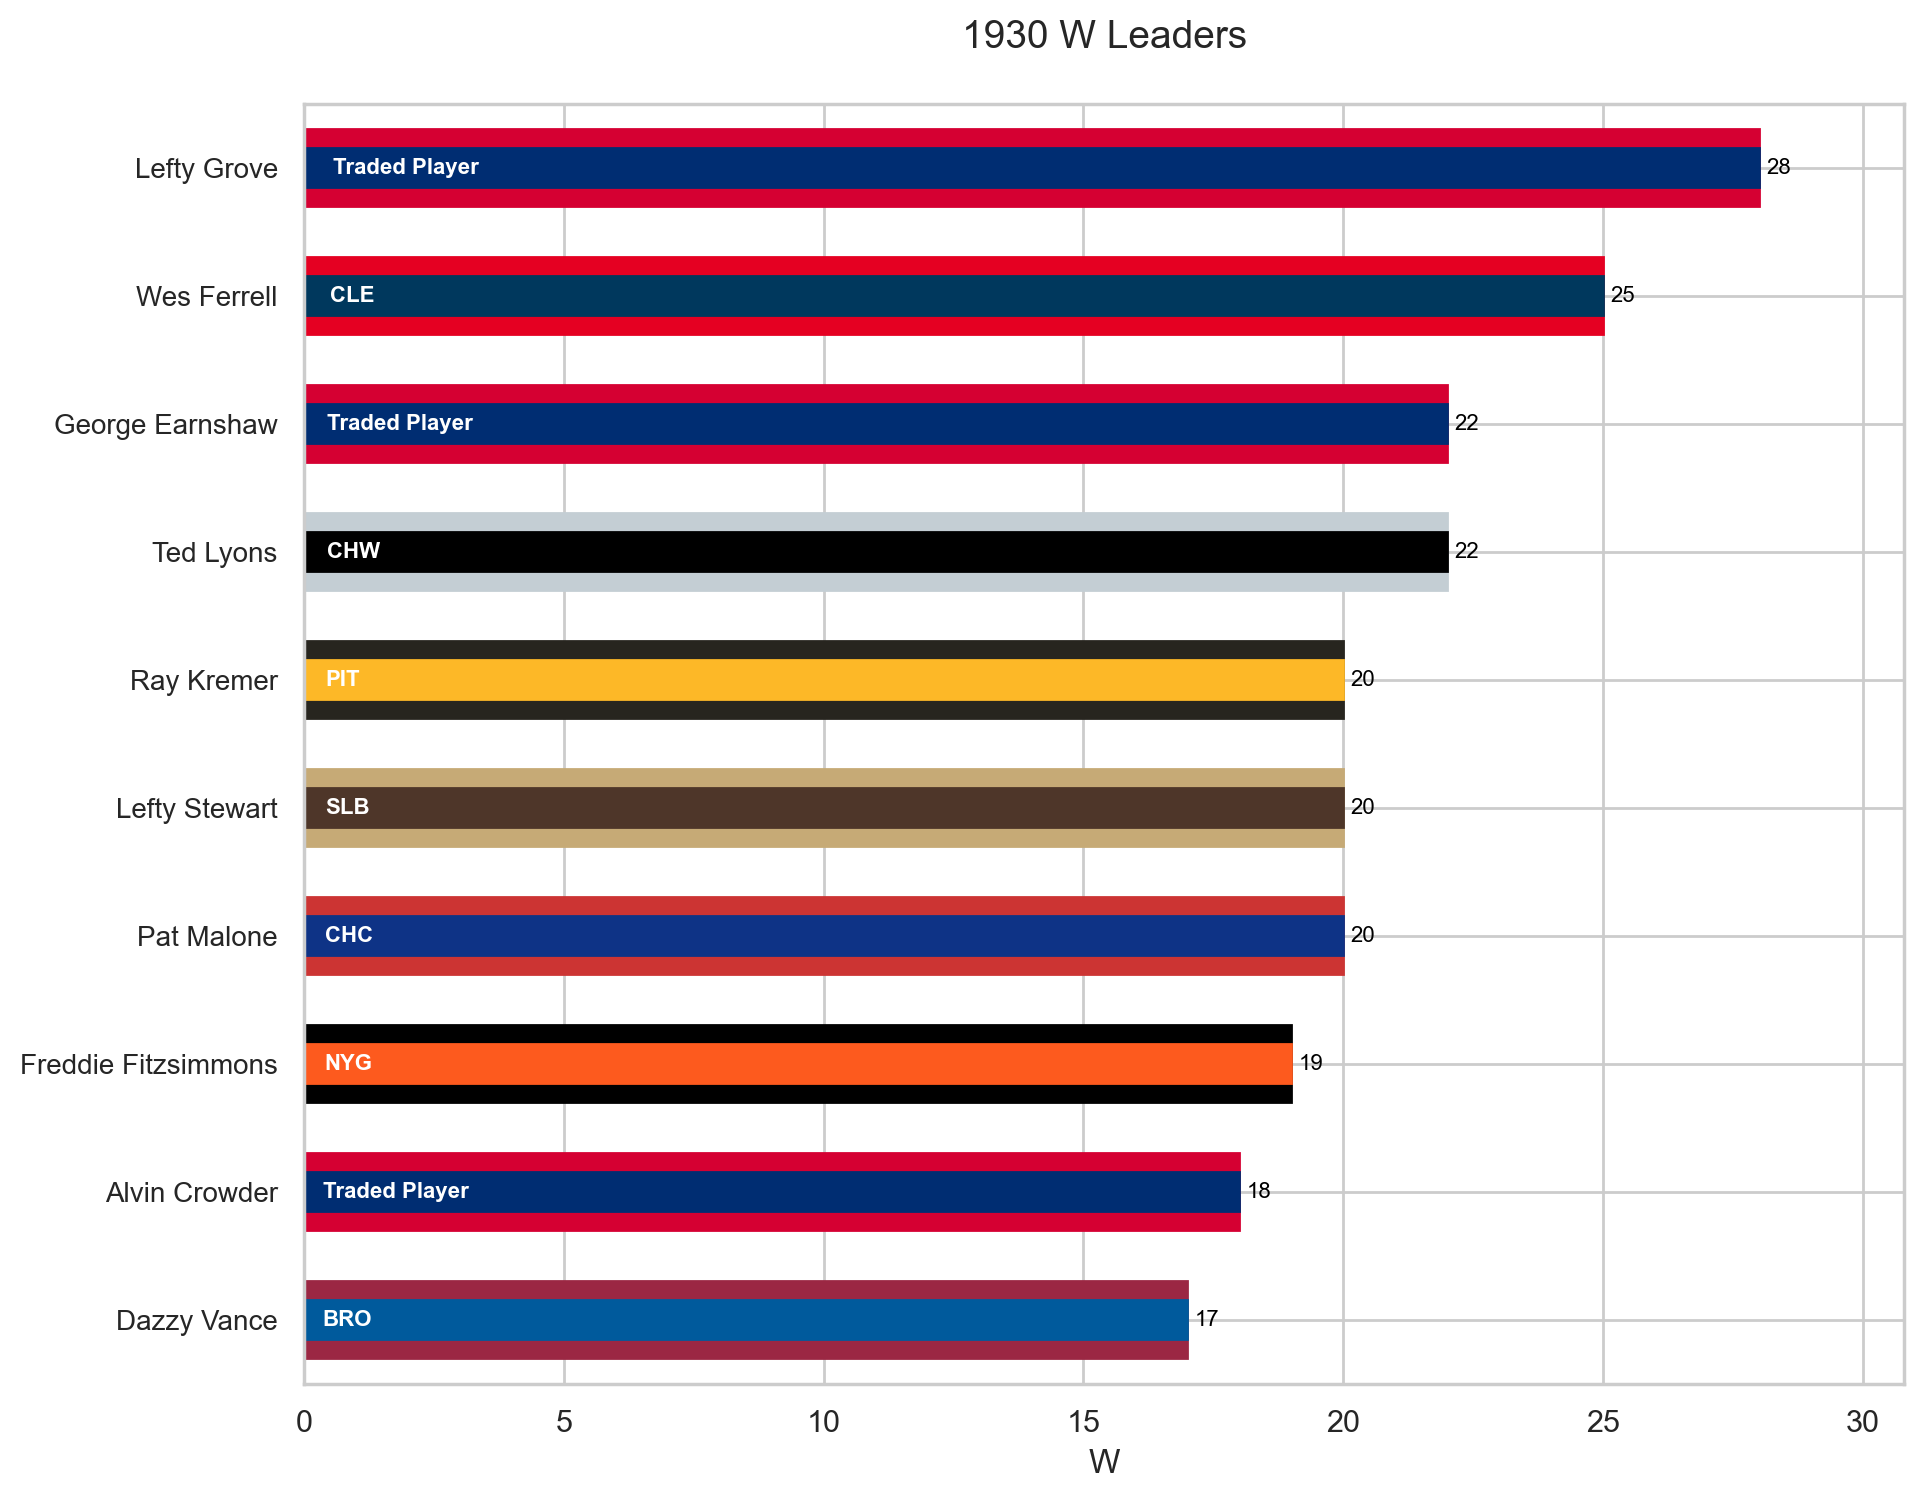 1930 W Leaders
Lefty Grove Traded Player 28
Wes Ferrell CLE 25
George Earnshaw Traded Player 22
Ted Lyons CHW 22
Ray Kremer PIT 20
Lefty Stewart SLB 20
Pat Malone CHC 20
Freddie Fitzsimmons NYG 19
Alvin Crowder Traded Player 18
Dazzy Vance BRO 17
0 5 10 15 20 25 30
W